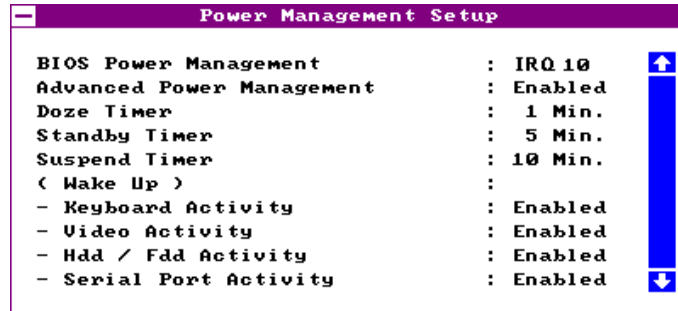 Power Management Setup
BIOS Power Management : IRQ 10
Advanced Power Management : Enabled
Doze Timer : 1 Min.
Standby Timer : 5 Min.
Suspend Timer : 10 Min.
( Wake Up ) :
- Keyboard Activity : Enabled
- Video Activity : Enabled
- Hdd / Fdd Activity : Enabled
- Serial Port Activity : Enabled